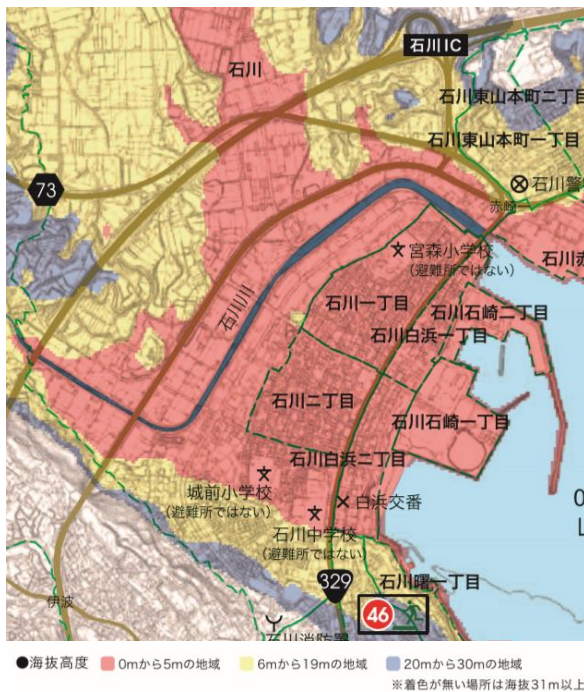 石川IC
石川
石川東山本町二丁目
石川東山本町一丁目
73
石川警
赤崎一
宮森小学校
(避難所ではない)
石川赤
石川川
石川一丁目
石川石崎二丁目
石川白浜一丁目
石川二丁目
石川石崎一丁目
石川白浜二丁目
城前小学校
(避難所ではない)
白浜交番
石川中学校
(避難所ではない)
0
L
329
石川曙一丁目
伊波
46
石川消防署
●海抜高度 0mから5mの地域 6mから19mの地域 20mから30mの地域
※着色が無い場所は海抜31m以上